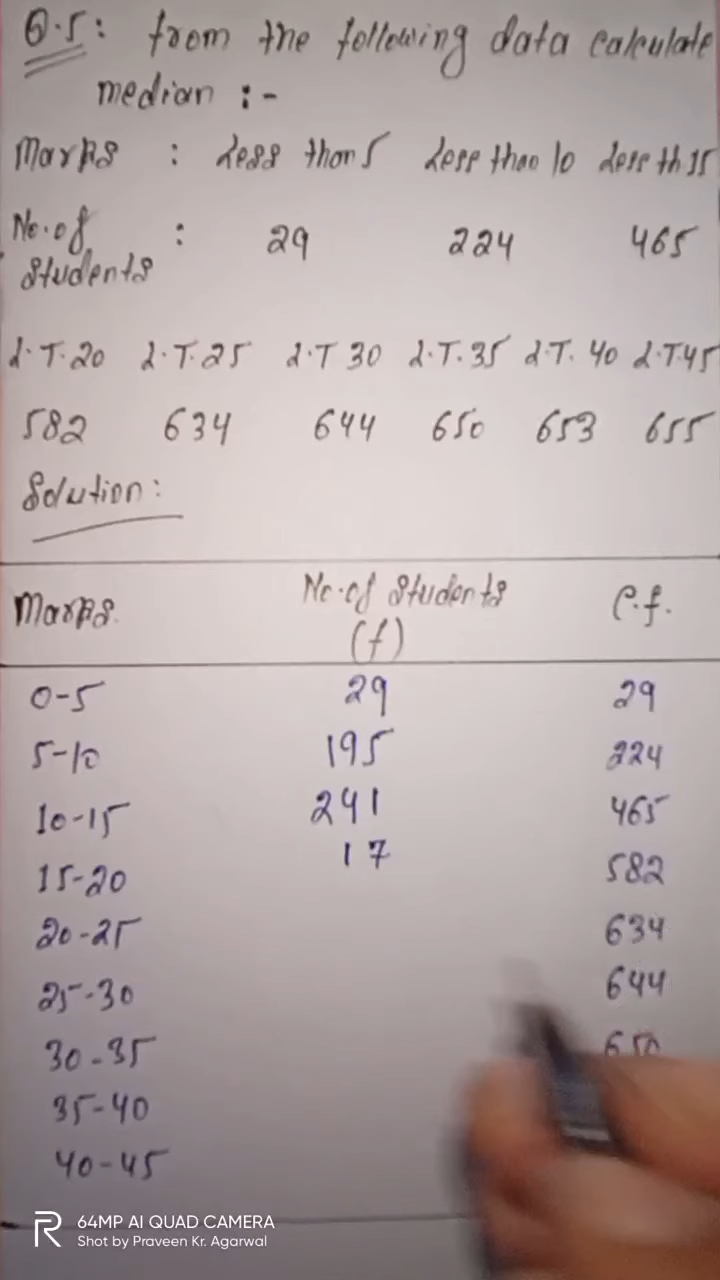 Q.5: from the following data calculate
median :-
Marks : Less than 5 Less than 10 Less th 15
No. of : 29 224 465
Students
L.T.20 L.T.25 L.T 30 L.T.35 L.T.40 L.T.45
582 634 644 650 653 655
Solution:
Marks. No. of Students C.f.
(f)
0-5 29 29
5-10 195 224
10-15 241 465
15-20 17 582
20-25 634
25-30 644
30-35 650
35-40
40-45
64MP AI QUAD CAMERA
Shot by Praveen Kr. Agarwal